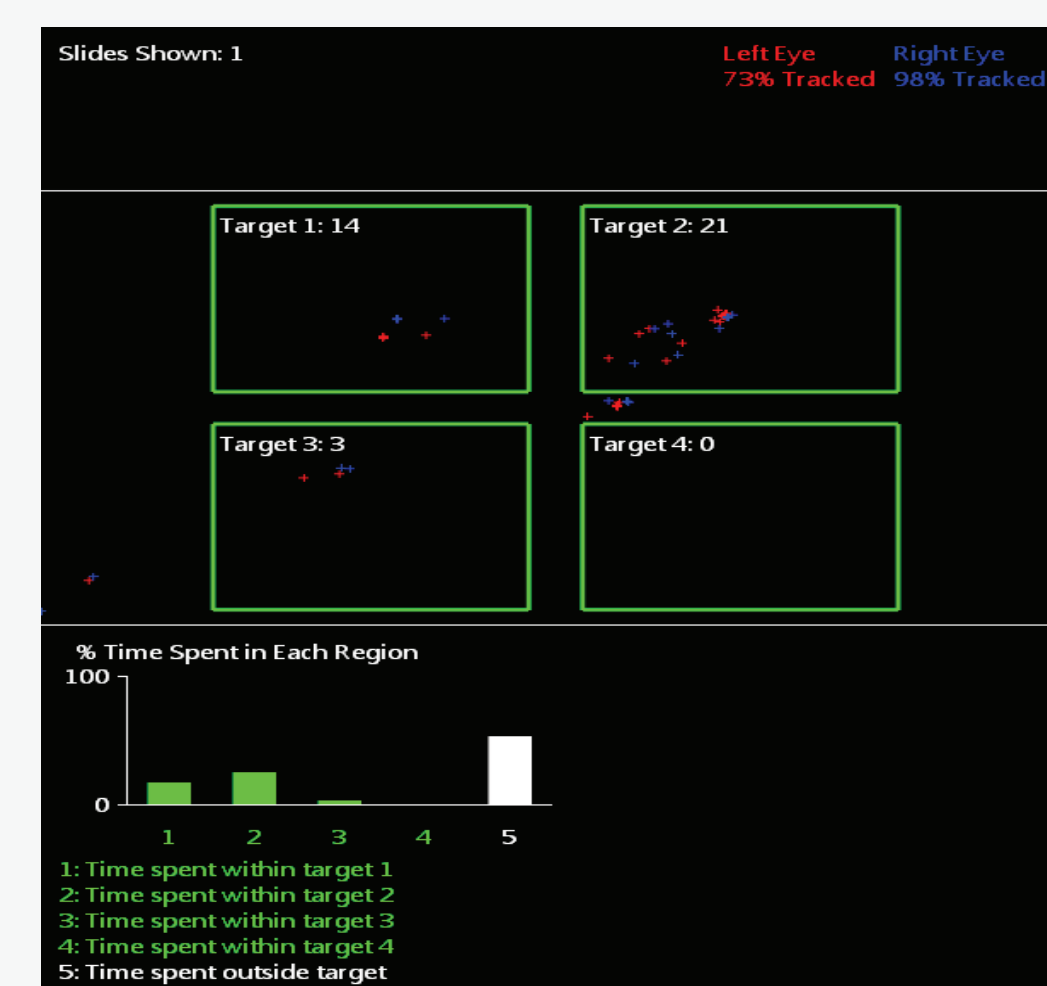 Slides Shown: 1
Left Eye
73% Tracked
Right Eye
98% Tracked
Target 1: 14
Target 2: 21
Target 3: 3
Target 4: 0
% Time Spent in Each Region
100
0
1 2 3 4 5
1: Time spent within target 1
2: Time spent within target 2
3: Time spent within target 3
4: Time spent within target 4
5: Time spent outside target